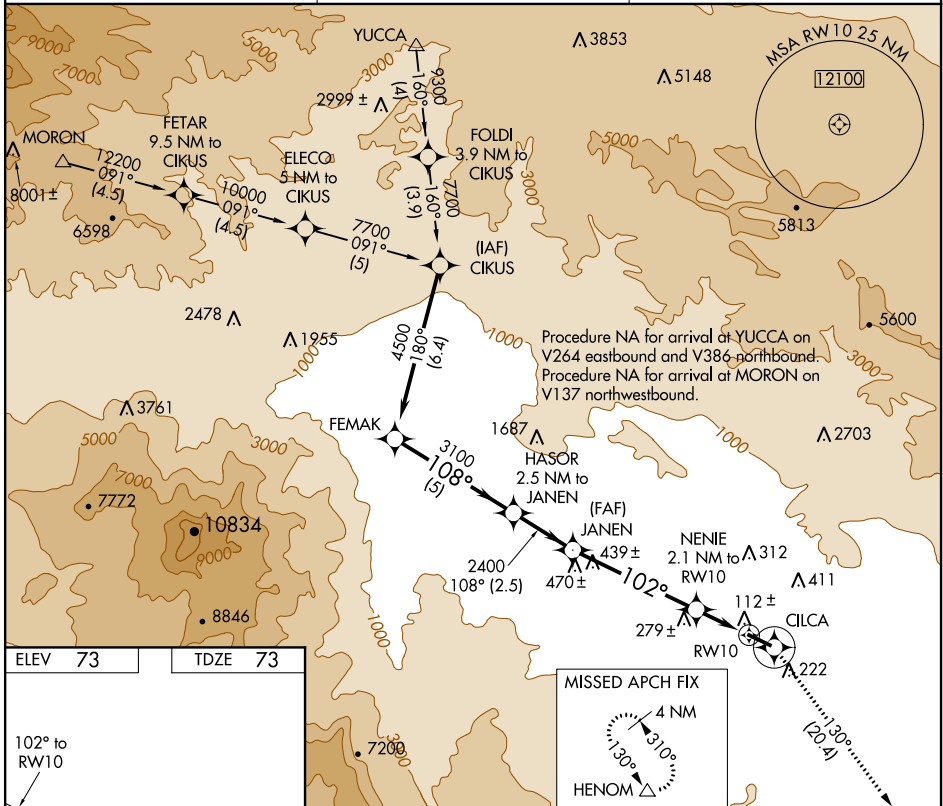 9000
5000
YUCCA
3000
3853
5148
MSA RW10 25 NM
12100
2999 ±
9300
160°
(4)
MORON
FETAR
9.5 NM to
CIKUS
ELECO
5 NM to
CIKUS
FOLDI
3.9 NM to
CIKUS
5000
8001±
12200
091°
(4.5)
10000
091°
(4.5)
7700
160°
(3.9)
3000
6598
7700
091°
(5)
(IAF)
CIKUS
5813
2478
1955
1000
4500
180°
(6.4)
1000
5600
Procedure NA for arrival at YUCCA on
V264 eastbound and V386 northbound.
Procedure NA for arrival at MORON on
V137 northwestbound.
3000
3761
5000
3000
FEMAK
1687
1000
2703
3100
108°
(5)
HASOR
2.5 NM to
JANEN
7000
7772
10834
9000
(FAF)
JANEN
439 ±
470 ±
2400
108° (2.5)
102°
NENIE
2.1 NM to
RW10
312
411
8846
1000
279 ±
112 ±
CILCA
RW10
222
ELEV 73
TDZE 73
102° to
RW10
7200
3000
MISSED APCH FIX
4 NM
310°
130°
HENOM
130°
(20.4)